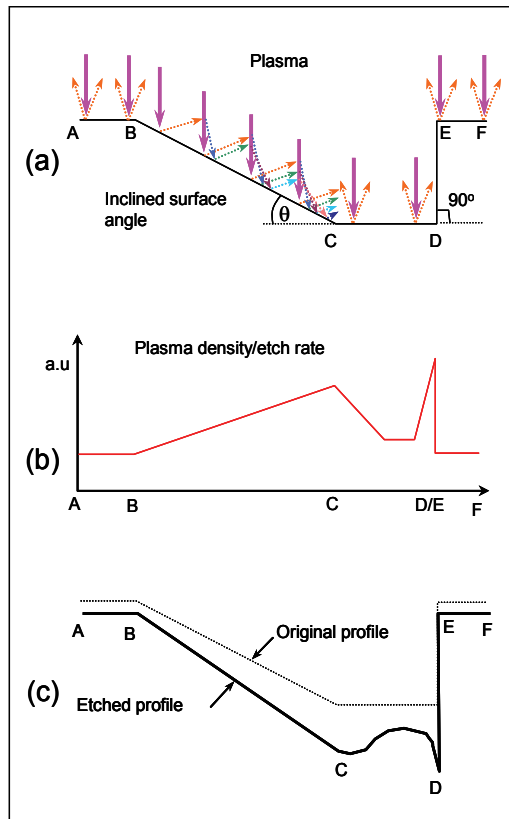 Plasma
A B E F
(a)
Inclined surface
angle
θ
90º
C D
Plasma density/etch rate
a.u
(b)
A B C D/E F
A B E F
Original profile
(c)
Etched profile
C
D